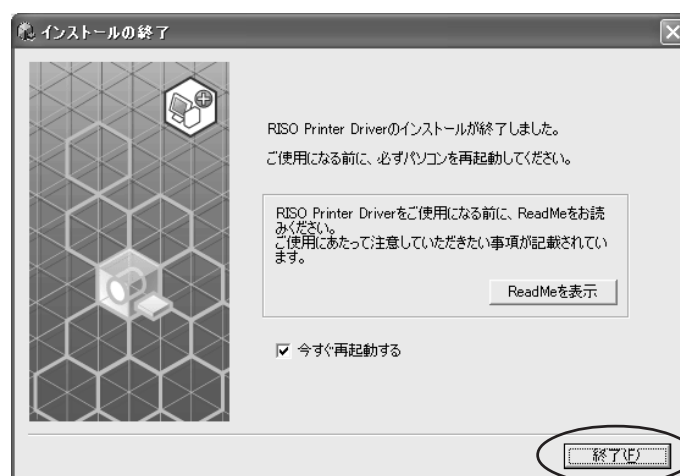 インストールの終了
RISO Printer Driverのインストールが終了しました。
ご使用になる前に、必ずパソコンを再起動してください。
RISO Printer Driverをご使用になる前に、ReadMeをお読
みください。
ご使用にあたって注意していただきたい事項が記載されてい
ます。
ReadMeを表示
今すぐ再起動する
終了(F)